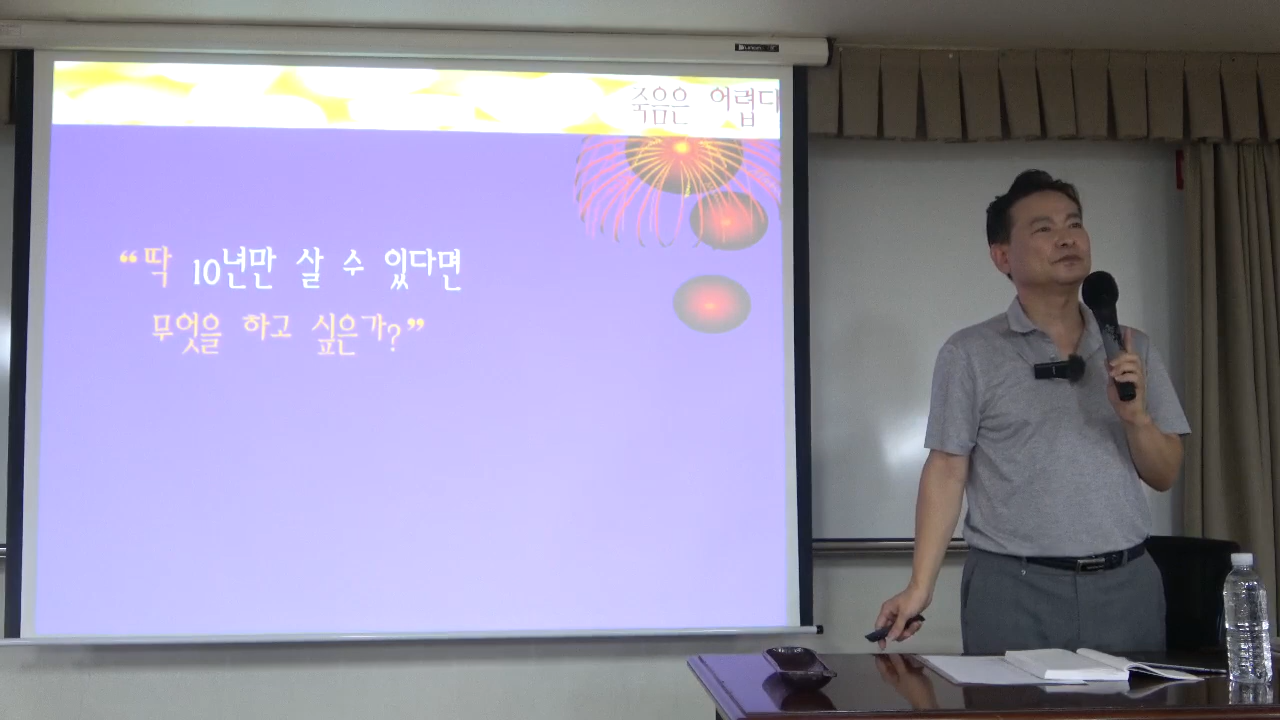 죽음은 어렵다
“딱 10년만 살 수 있다면
무엇을 하고 싶은가?”